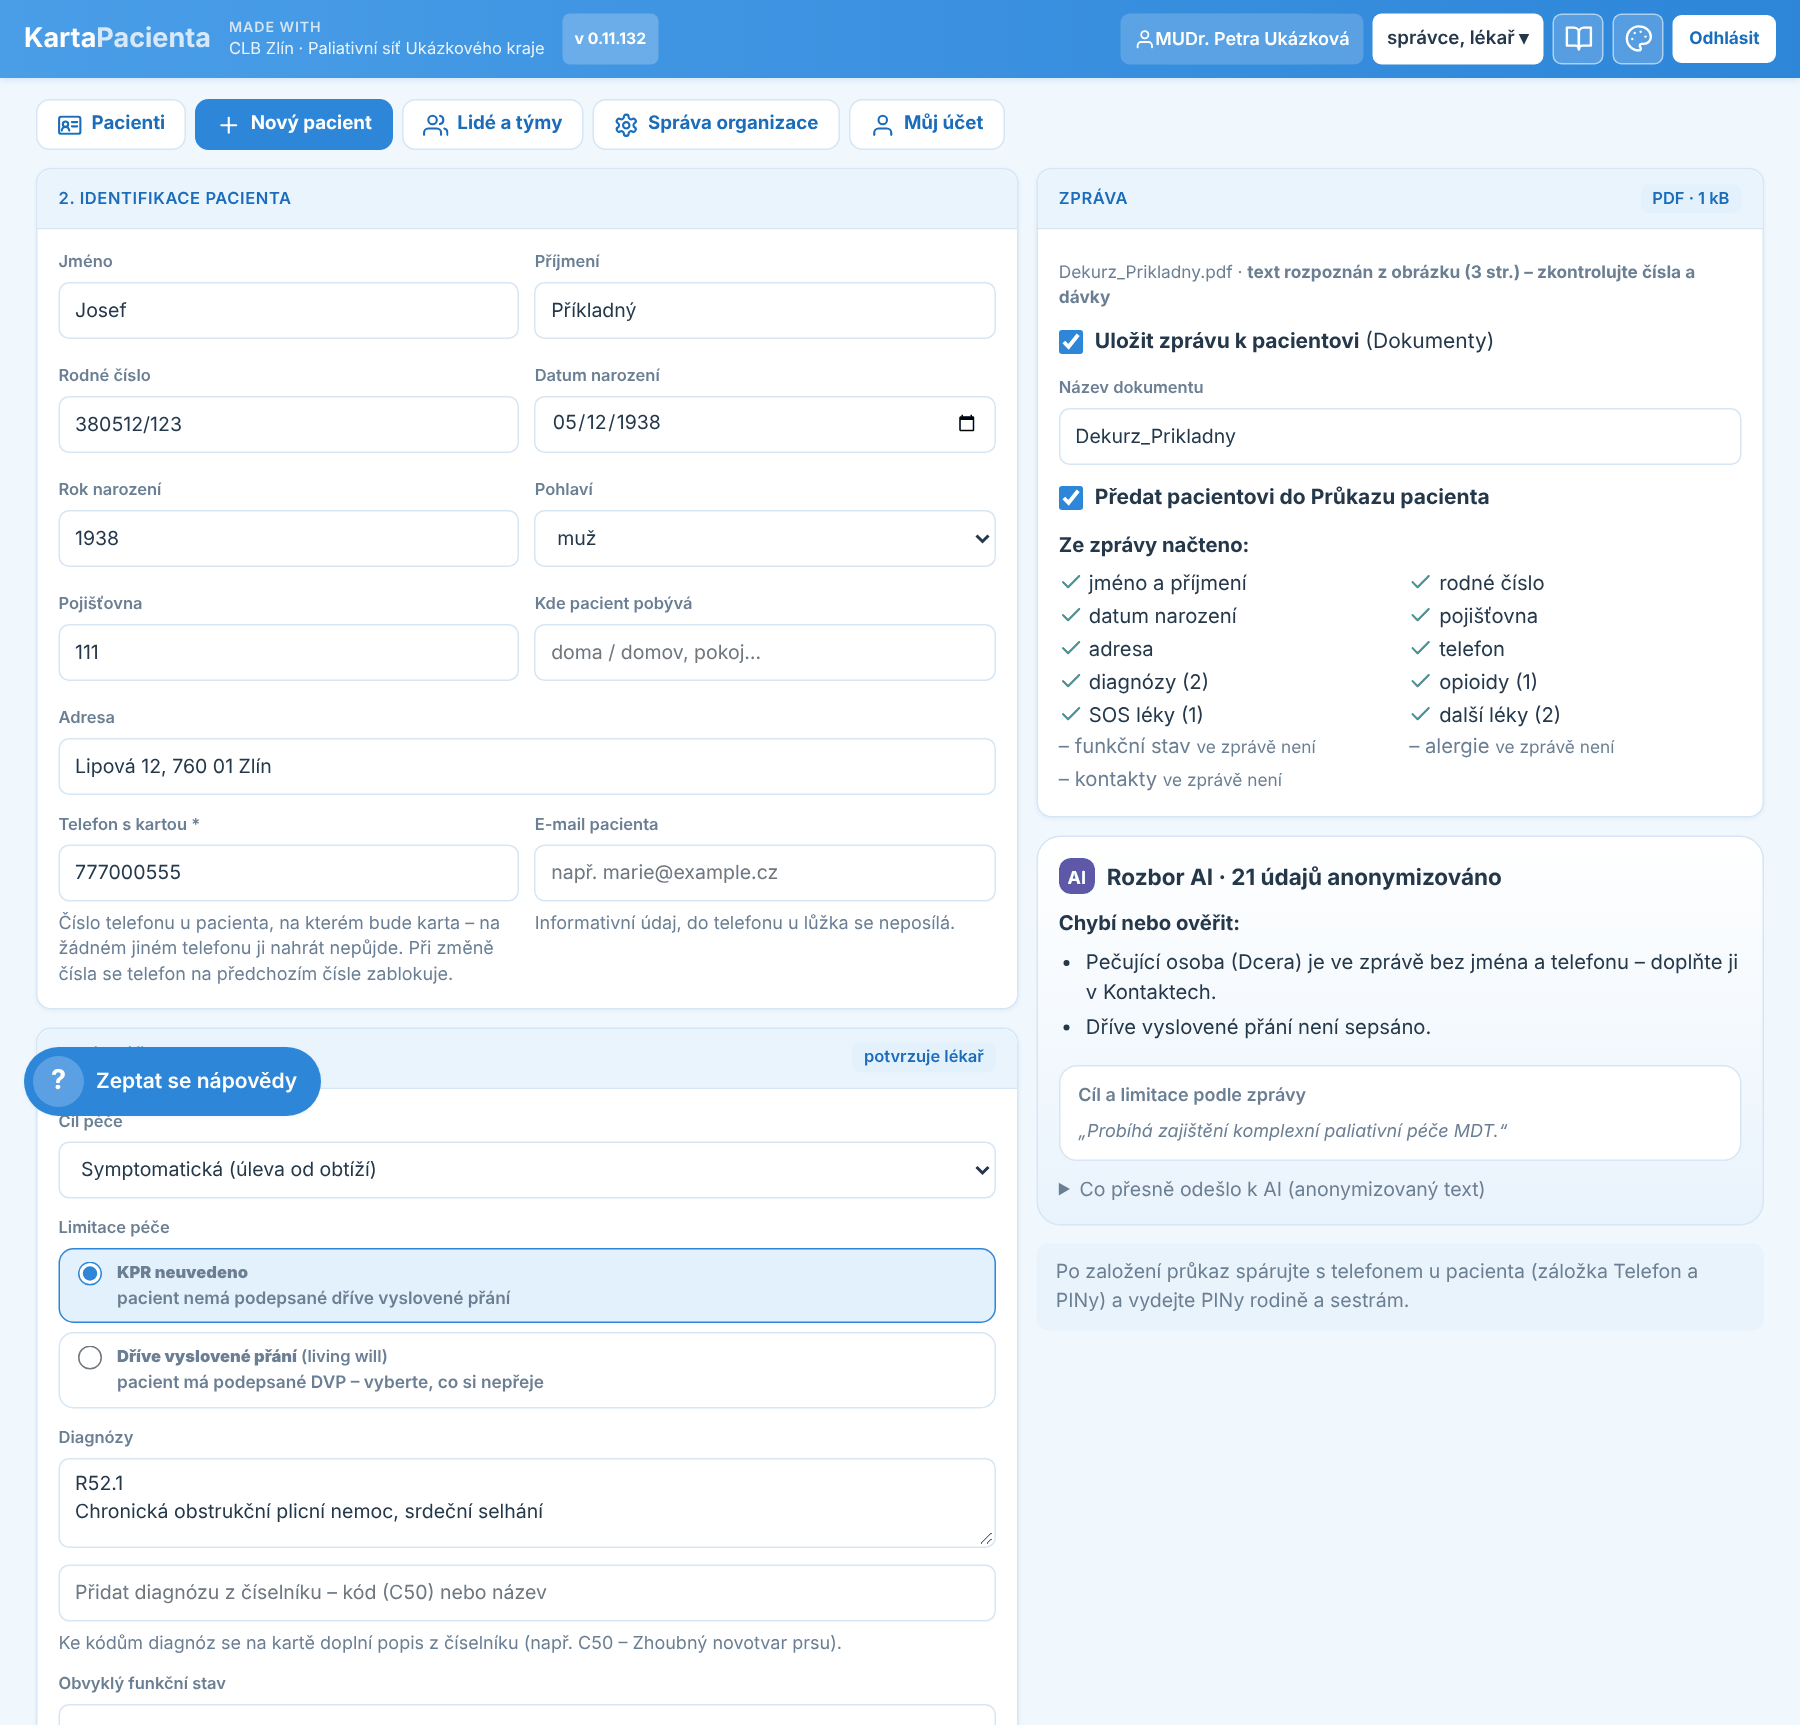 KartaPacienta
MADE WITH
CLB Zlín · Paliativní síť Ukázkového kraje
v 0.11.132
MUDr. Petra Ukázková
správce, lékař ▾
Odhlásit
Pacienti
Nový pacient
Lidé a týmy
Správa organizace
Můj účet
2. IDENTIFIKACE PACIENTA
Jméno
Josef
Příjmení
Příkladný
Rodné číslo
380512/123
Datum narození
05/12/1938
Rok narození
1938
Pohlaví
muž
Pojišťovna
111
Kde pacient pobývá
doma / domov, pokoj…
Adresa
Lipová 12, 760 01 Zlín
Telefon s kartou *
777000555
Číslo telefonu u pacienta, na kterém bude karta – na
žádném jiném telefonu ji nahrát nepůjde. Při změně
čísla se telefon na předchozím čísle zablokuje.
E-mail pacienta
např. marie@example.cz
Informativní údaj, do telefonu u lůžka se neposílá.
potvrzuje lékař
? Zeptat se nápovědy
Cíl péče
Symptomatická (úleva od obtíží)
Limitace péče
KPR neuvedeno
pacient nemá podepsané dříve vyslovené přání
Dříve vyslovené přání (living will)
pacient má podepsané DVP – vyberte, co si nepřeje
Diagnózy
R52.1
Chronická obstrukční plicní nemoc, srdeční selhání
Přidat diagnózu z číselníku – kód (C50) nebo název
Ke kódům diagnóz se na kartě doplní popis z číselníku (např. C50 – Zhoubný novotvar prsu).
Obvyklý funkční stav
ZPRÁVA
PDF · 1 kB
Dekurz_Prikladny.pdf · text rozpoznán z obrázku (3 str.) – zkontrolujte čísla a
dávky
Uložit zprávu k pacientovi (Dokumenty)
Název dokumentu
Dekurz_Prikladny
Předat pacientovi do Průkazu pacienta
Ze zprávy načteno:
jméno a příjmení
rodné číslo
datum narození
pojišťovna
adresa
telefon
diagnózy (2)
opioidy (1)
SOS léky (1)
další léky (2)
– funkční stav ve zprávě není
– alergie ve zprávě není
– kontakty ve zprávě není
AI Rozbor AI · 21 údajů anonymizováno
Chybí nebo ověřit:
• Pečující osoba (Dcera) je ve zprávě bez jména a telefonu – doplňte ji
v Kontaktech.
• Dříve vyslovené přání není sepsáno.
Cíl a limitace podle zprávy
„Probíhá zajištění komplexní paliativní péče MDT.“
▶ Co přesně odešlo k AI (anonymizovaný text)
Po založení průkaz spárujte s telefonem u pacienta (záložka Telefon a
PINy) a vydejte PINy rodině a sestrám.